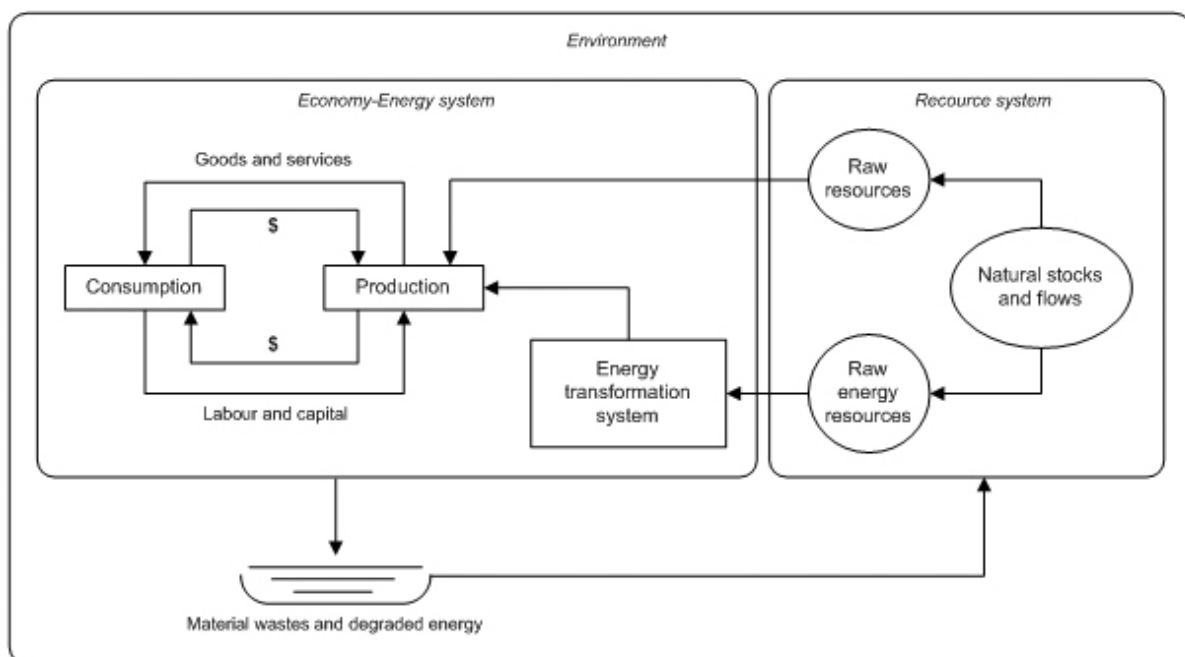 Environment
Economy-Energy system
Recource system
Goods and services
Raw
resources
$
Consumption
Production
Natural stocks
and flows
$
Energy
transformation
system
Raw
energy
resources
Labour and capital
Material wastes and degraded energy